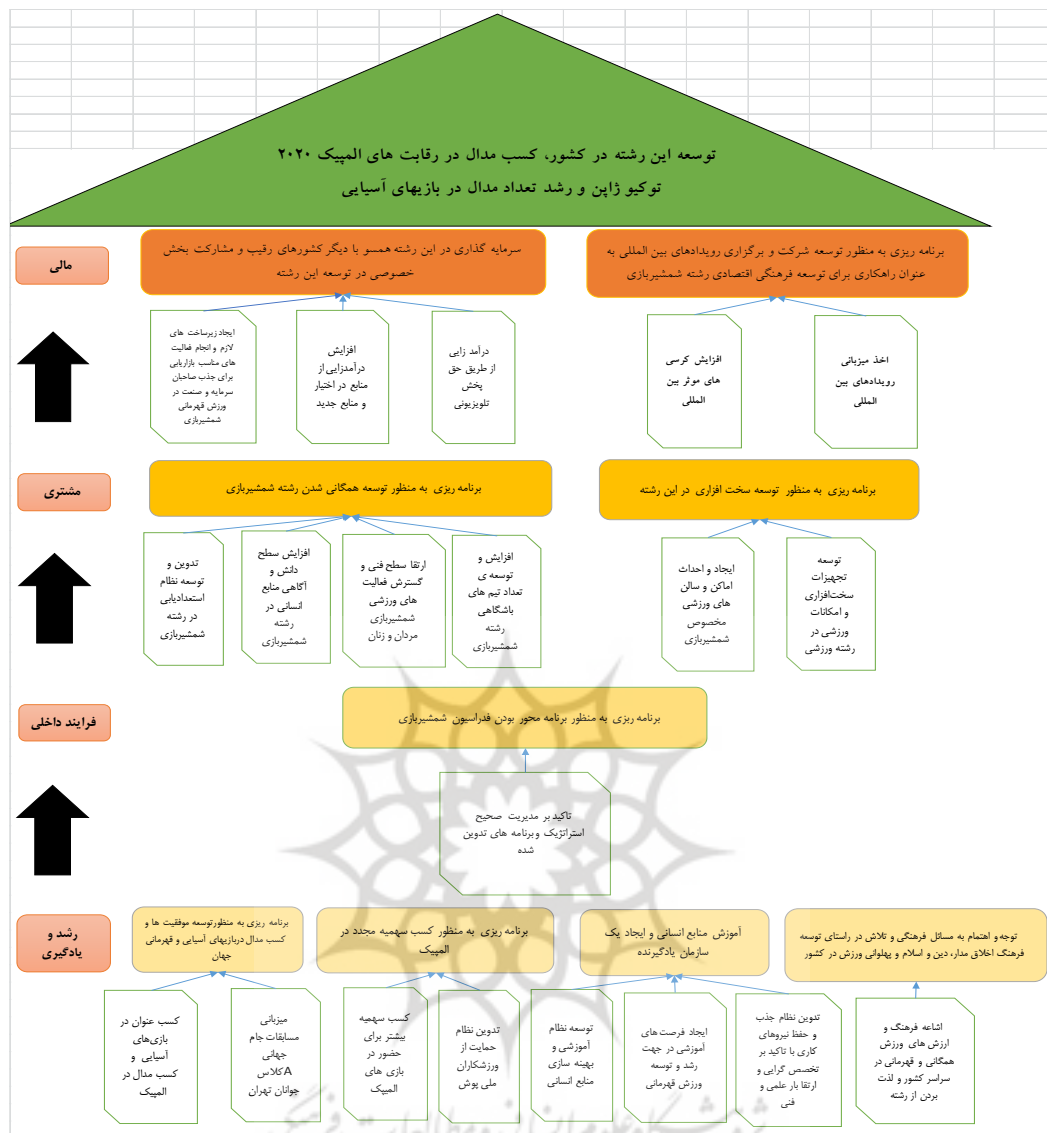 توسعه این رشته در کشور، کسب مدال در رقابت های المپیک ۲۰۲۰
توکیو ژاپن و رشد تعداد مدال در بازیهای آسیایی
مالی
برنامه ریزی به منظور توسعه شرکت و برگزاری رویدادهای بین المللی به
عنوان راهکاری برای توسعه فرهنگی اقتصادی رشته شمشیربازی
سرمایه گذاری در این رشته همسو با دیگر کشورهای رقیب و مشارکت بخش
خصوصی در توسعه این رشته
اخذ میزبانی
رویدادهای بین
المللی
افزایش کرسی
های موثر بین
المللی
درآمد زایی
از طریق حق
پخش
تلویزیونی
افزایش
درآمدزایی از
منابع در اختیار
و منابع جدید
ایجاد زیرساخت های
لازم و انجام فعالیت
های مناسب بازاریابی
برای جذب صاحبان
سرمایه و صنعت در
ورزش قهرمانی
شمشیربازی
مشتری
برنامه ریزی به منظور توسعه سخت افزاری در این رشته
برنامه ریزی به منظور توسعه همگانی شدن رشته شمشیربازی
توسعه
تجهیزات
سخت‌افزاری
و امکانات
ورزشی در
رشته ورزشی
ایجاد و احداث
اماکن و سالن
های ورزشی
مخصوص
شمشیربازی
افزایش و
توسعه ی
تعداد تیم های
باشگاهی
رشته
شمشیربازی
ارتقا سطح فنی و
گسترش فعالیت
های ورزشی
شمشیربازی
مردان و زنان
افزایش سطح
دانش و
آگاهی منابع
انسانی در
رشته
شمشیربازی
تدوین و
توسعه نظام
استعدادیابی
در رشته
شمشیربازی
فرایند داخلی
برنامه ریزی به منظور برنامه محور بودن فدراسیون شمشیربازی
تاکید بر مدیریت صحیح
استراتژیک وبرنامه های تدوین
شده
رشد و
یادگیری
توجه و اهتمام به مسائل فرهنگی و تلاش در راستای توسعه
فرهنگ اخلاق مدار، دین و اسلام و پهلوانی ورزش در کشور
آموزش منابع انسانی و ایجاد یک
سازمان یادگیرنده
برنامه ریزی به منظور کسب سهمیه مجدد در
المپیک
برنامه ریزی به منظورتوسعه موفقیت ها و
کسب مدال دربازیهای آسیایی و قهرمانی
جهان
اشاعه فرهنگ و
ارزش های ورزش
همگانی و قهرمانی در
سراسر کشور و لذت
بردن از رشته
تدوین نظام جذب
و حفظ نیروهای
کاری با تاکید بر
تخصص گرایی و
ارتقا بار علمی و
فنی
ایجاد فرصت های
آموزشی در جهت
رشد و توسعه
ورزش قهرمانی
توسعه نظام
آموزشی و
بهینه سازی
منابع انسانی
تدوین نظام
حمایت از
ورزشکاران
ملی پوش
کسب سهمیه
بیشتر برای
حضور در
بازی های
المپیک
میزبانی
مسابقات جام
جهانی
Aکلاس
جوانان تهران
کسب عنوان در
بازی‌های
آسیایی و
کسب مدال در
المپیک